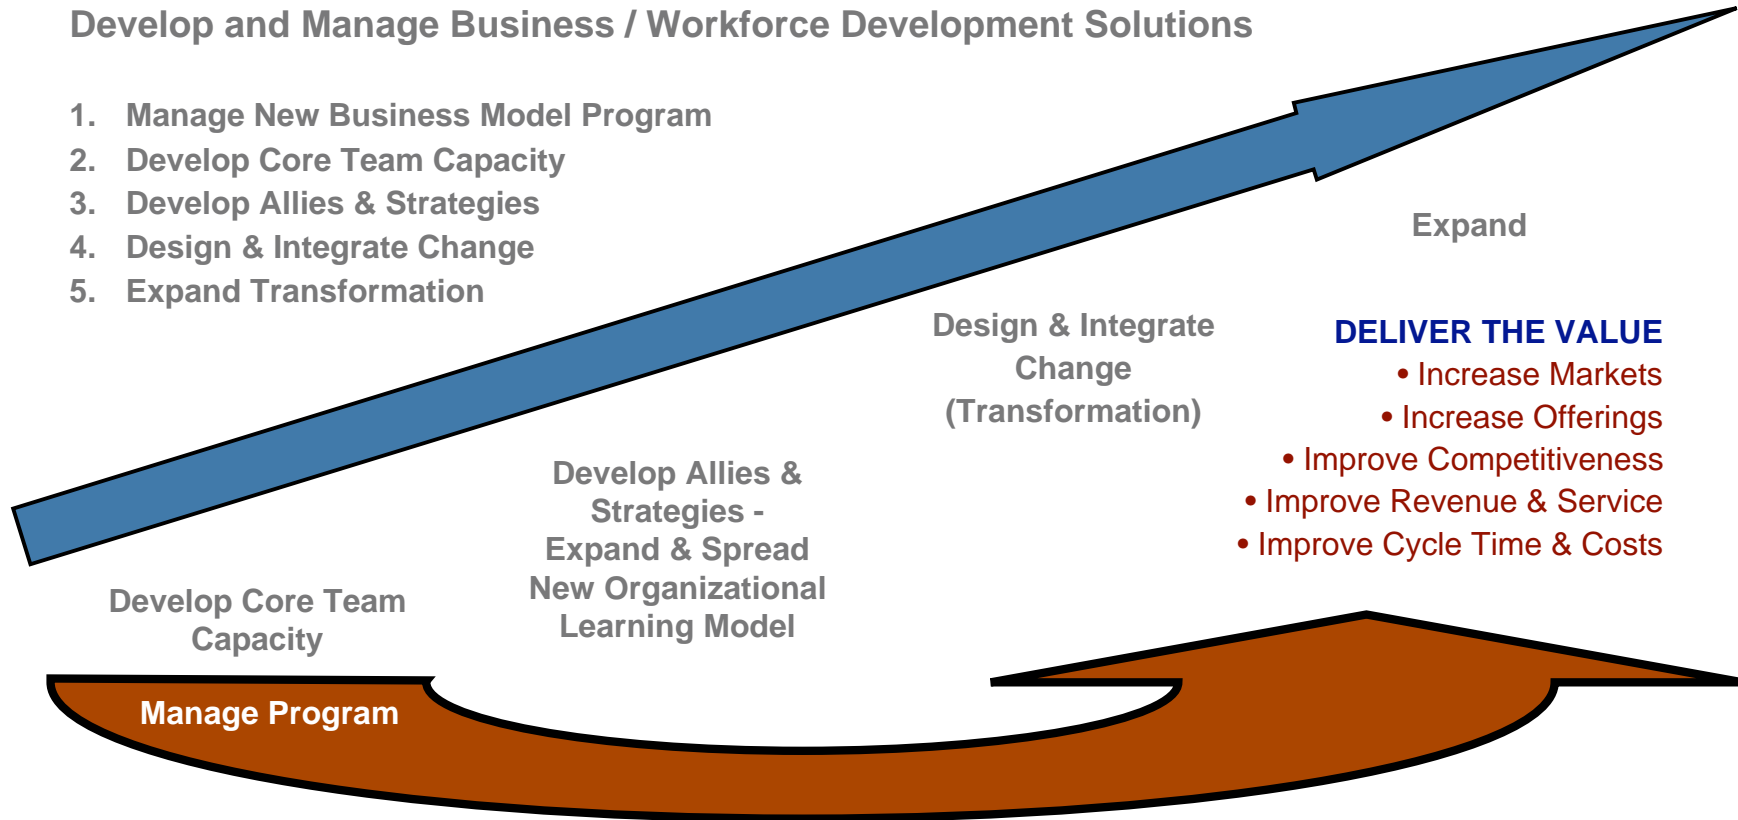 Develop and Manage Business / Workforce Development Solutions
1. Manage New Business Model Program
2. Develop Core Team Capacity
3. Develop Allies & Strategies
4. Design & Integrate Change
5. Expand Transformation
Expand
Design & Integrate
Change
(Transformation)
DELIVER THE VALUE
• Increase Markets
• Increase Offerings
• Improve Competitiveness
• Improve Revenue & Service
• Improve Cycle Time & Costs
Develop Allies &
Strategies -
Expand & Spread
New Organizational
Learning Model
Develop Core Team
Capacity
Manage Program